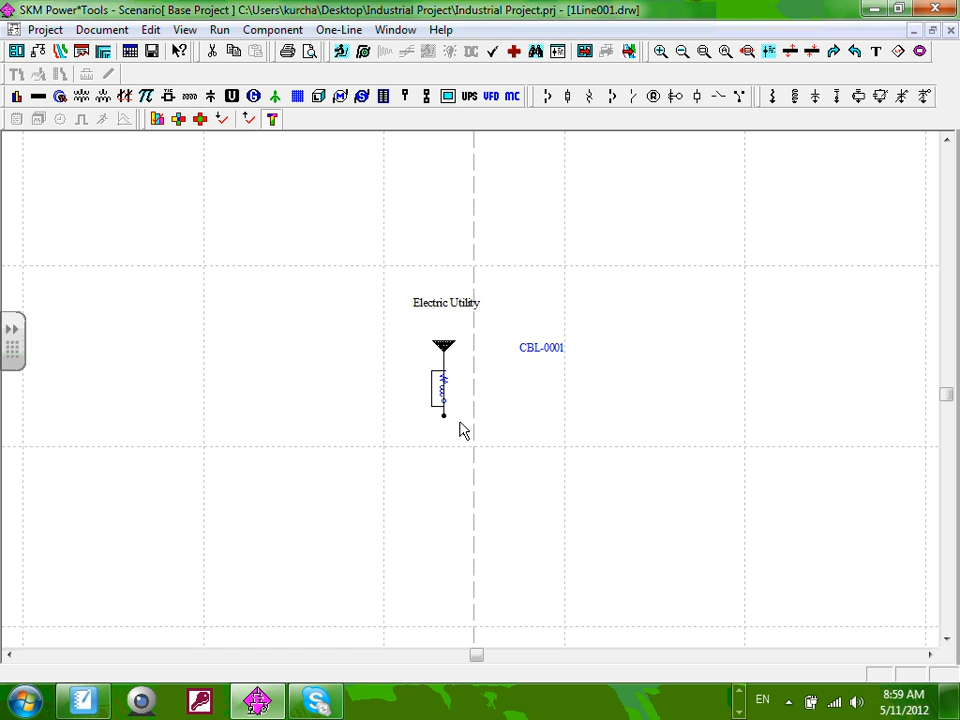 SKM Power*Tools - Scenario[ Base Project ] C:\Users\kurcha\Desktop\Industrial Project\Industrial Project.prj - [1Line001.drw]
Project Document Edit View Run Component One-Line Window Help
UPS VFD MC
Electric Utility
CBL-0001
EN
8:59 AM
5/11/2012